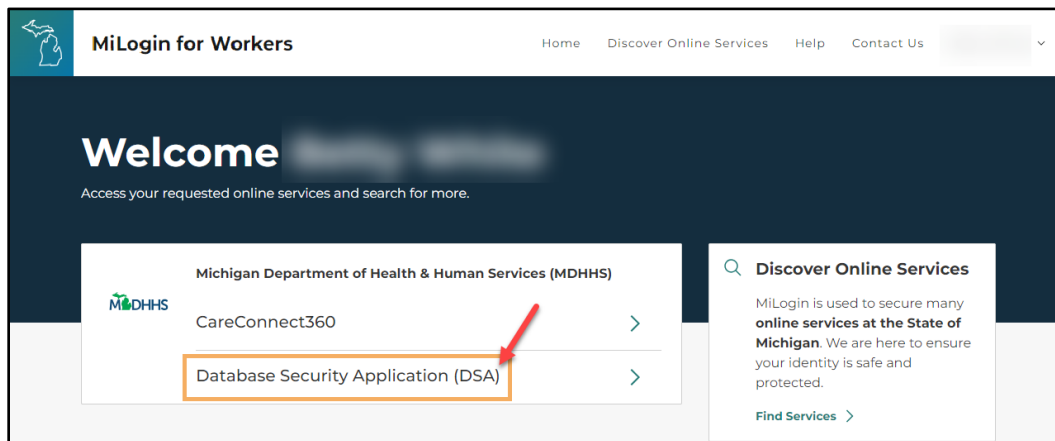 MiLogin for Workers
Home Discover Online Services Help Contact Us
Welcome
Access your requested online services and search for more.
Michigan Department of Health & Human Services (MDHHS)
MDHHS
CareConnect360
Database Security Application (DSA)
Discover Online Services
MiLogin is used to secure many
online services at the State of
Michigan. We are here to ensure
your identity is safe and
protected.
Find Services